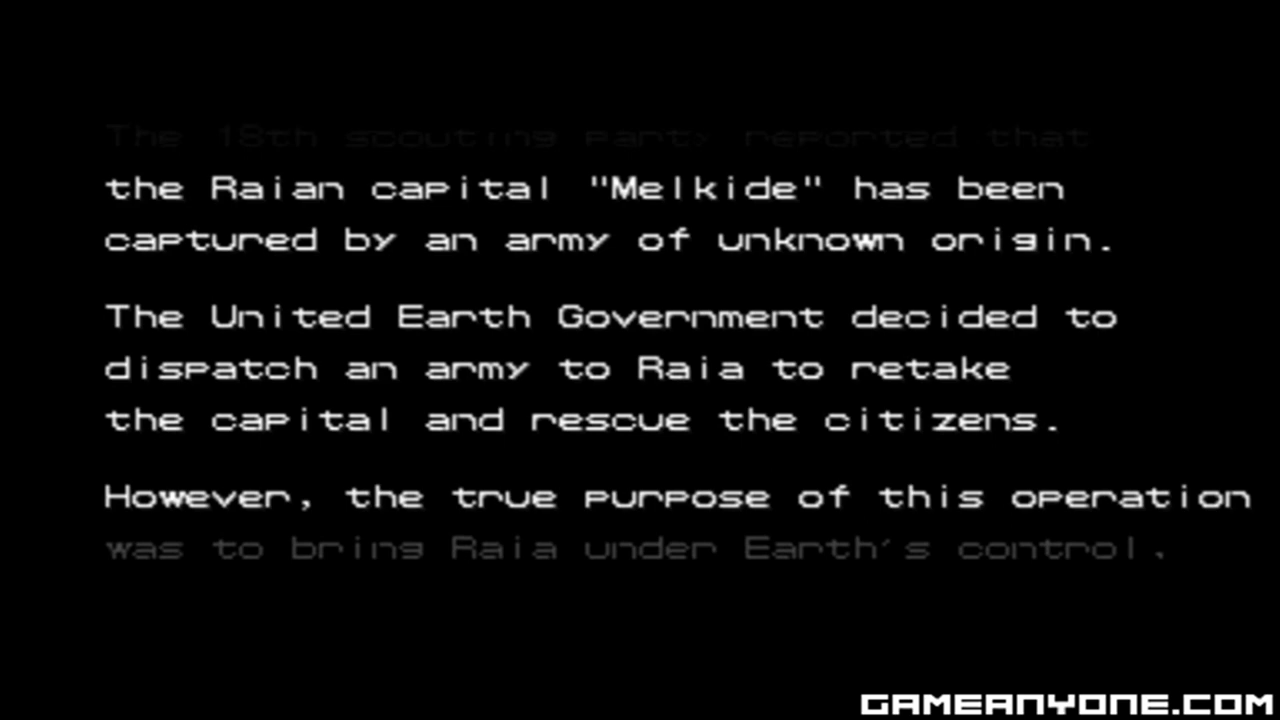 The 18th scouting party reported that
the Raian capital "Melkide" has been
captured by an army of unknown origin.
The United Earth Government decided to
dispatch an army to Raia to retake
the capital and rescue the citizens.
However, the true purpose of this operation
was to bring Raia under Earth's control.
GAMEANYONE.COM